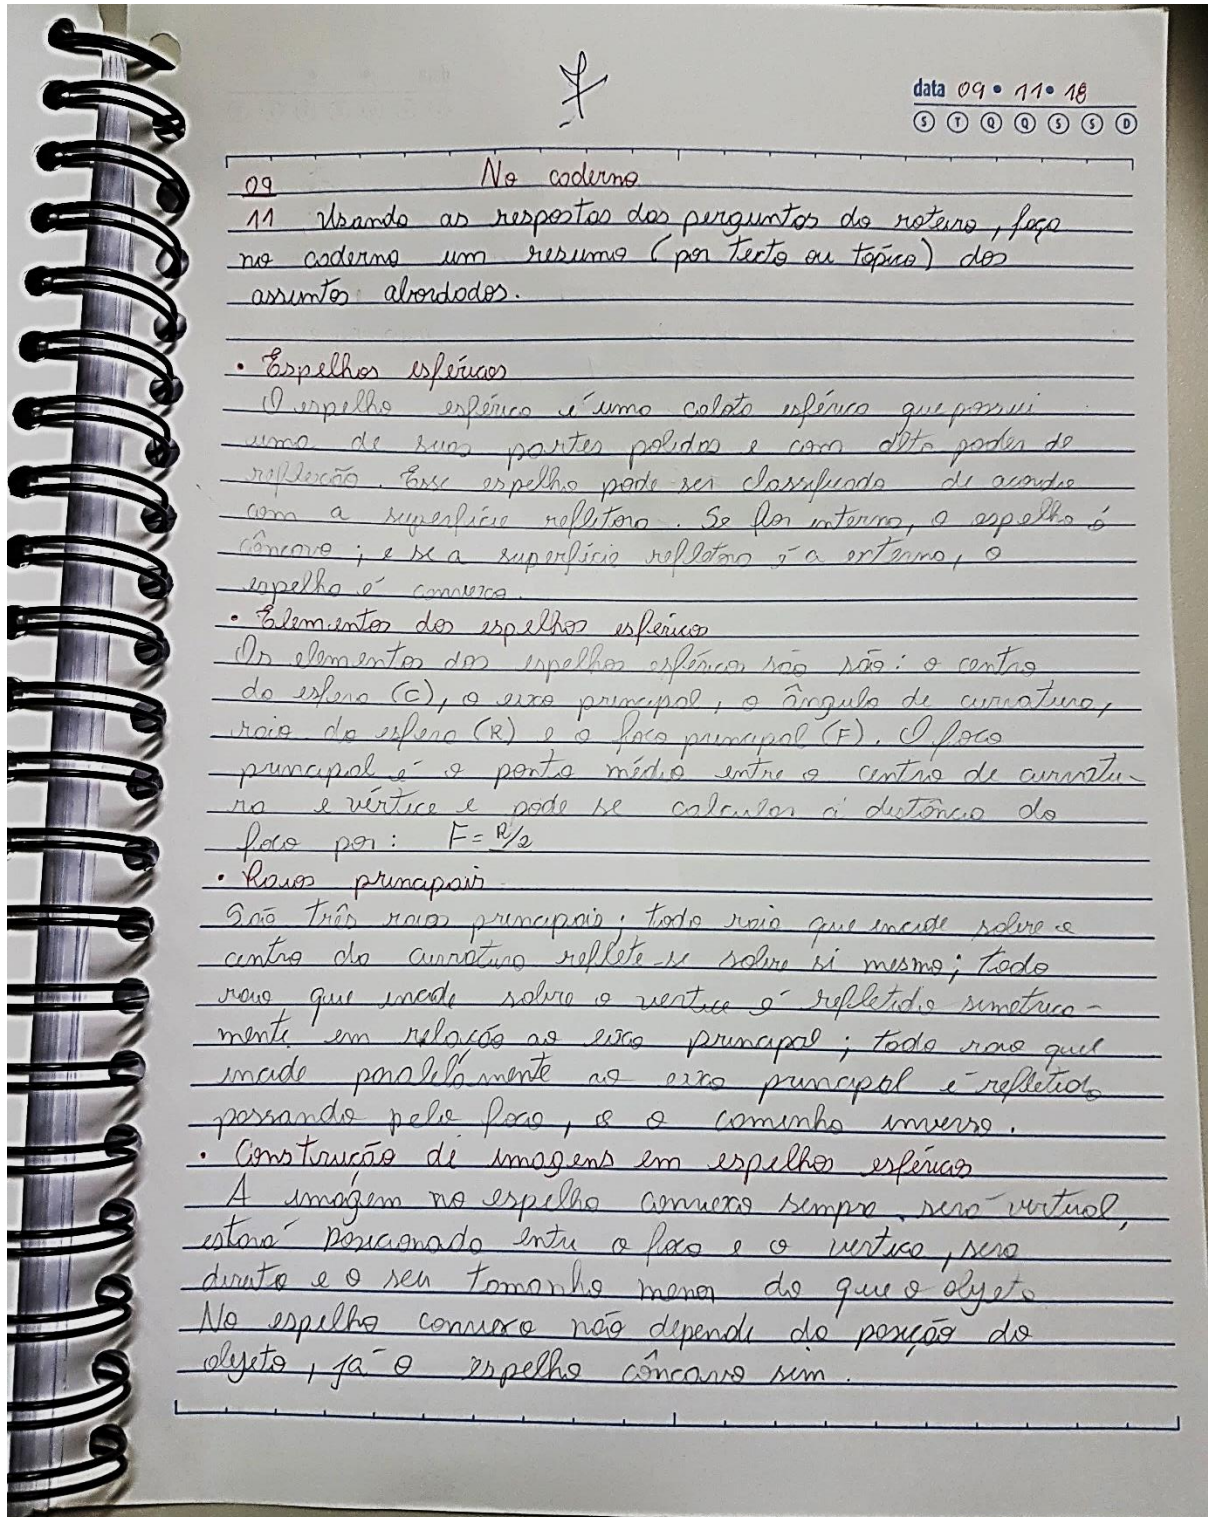 data 09 • 11 • 18
S T Q Q S S D
09 No caderno
11 Usando as respostas das perguntas do roteiro, faça
no caderno um resumo (por texto ou tópico) dos
assuntos abordados.
• Espelhos esféricos
O espelho esférico é uma calota esférica que possui
uma de suas partes polidas e com alto poder de
reflexão. Esse espelho pode ser classificado de acordo
com a superfície refletora. Se for interna, o espelho é
côncavo; e se a superfície refletora é a externa, o
espelho é convexo.
• Elementos dos espelhos esféricos
Os elementos dos espelhos esféricos são são: o centro
da esfera (C), o eixo principal, o ângulo de curvatura,
raio da esfera (R) e o foco principal (F). O foco
principal é o ponto médio entre o centro de curvatu-
ra e vértice e pode se calcular a distância do
foco por: F = R/2
• Raios principais
São três raios principais; todo raio que incide sobre o
centro da curvatura reflete-se sobre si mesmo; todo
raio que incide sobre o vertice é refletido simetrica-
mente em relação ao eixo principal; todo raio que
incide paralelamente ao eixo principal é refletido
passando pelo foco, e o caminho inverso.
• Construção de imagens em espelhos esféricos
A imagem no espelho convexo sempre será virtual,
estará posicionada entre o foco e o vertice, sera
direita e o seu tamanho menor do que o objeto
No espelho convexo não depende da posição do
objeto, já o espelho côncavo sim.